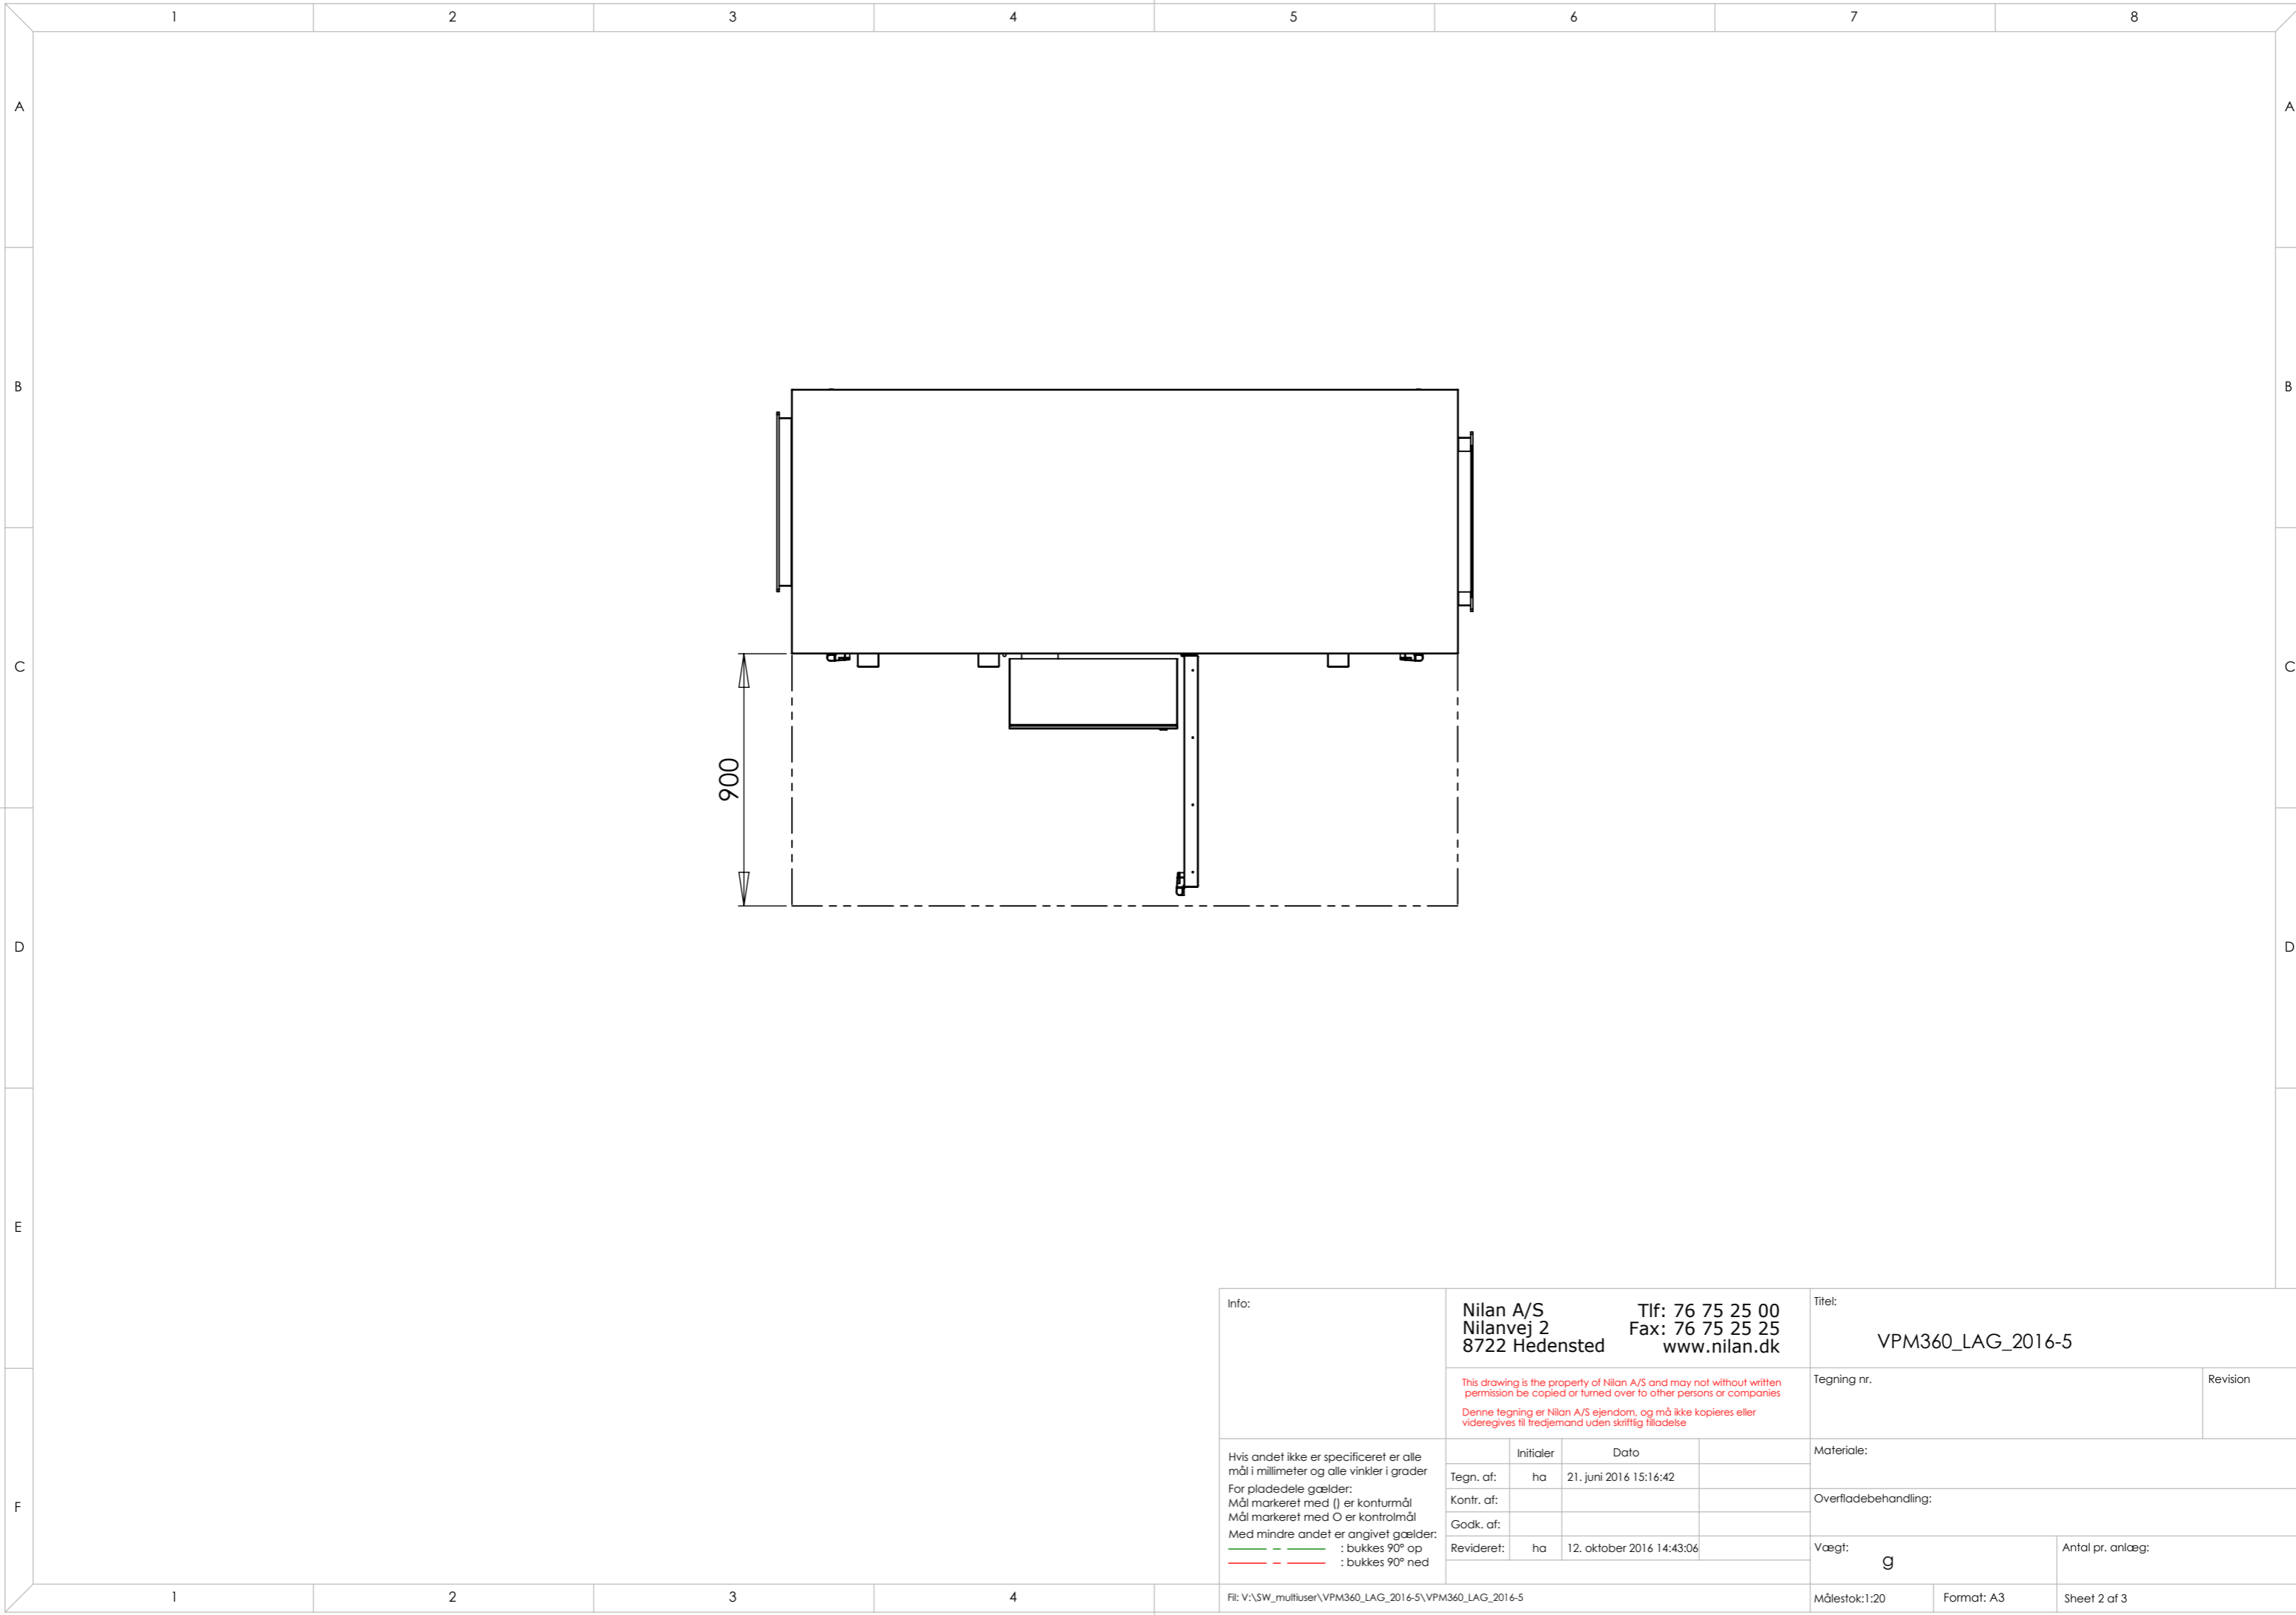 1 2 3 4 5 6 7 8
A A
B B
C C
900
D D
E
F
1 2 3 4
Info:
Nilan A/S Tlf: 76 75 25 00
Nilanvej 2 Fax: 76 75 25 25
8722 Hedensted www.nilan.dk
This drawing is the property of Nilan A/S and may not without written
permission be copied or turned over to other persons or companies
Denne tegning er Nilan A/S ejendom, og må ikke kopieres eller
videregives til tredjemand uden skriftlig tilladelse
Titel:
VPM360_LAG_2016-5
Tegning nr. Revision
Hvis andet ikke er specificeret er alle
mål i millimeter og alle vinkler i grader
For pladedele gælder:
Mål markeret med () er konturmål
Mål markeret med O er kontrolmål
Med mindre andet er angivet gælder:
: bukkes 90° op
: bukkes 90° ned
Initialer Dato
Tegn. af: ha 21. juni 2016 15:16:42
Kontr. af:
Godk. af:
Revideret: ha 12. oktober 2016 14:43:06
Materiale:
Overfladebehandling:
Vægt: g
Antal pr. anlæg:
Fil: V:\SW_multiuser\VPM360_LAG_2016-5\VPM360_LAG_2016-5
Målestok:1:20 Format: A3 Sheet 2 af 3